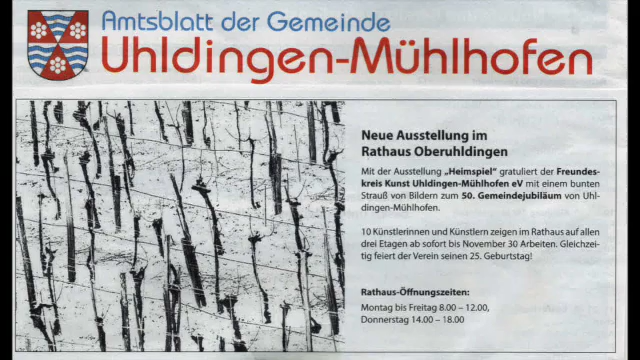 Amtsblatt der Gemeinde
Uhldingen-Mühlhofen
Neue Ausstellung im
Rathaus Oberuhldingen
Mit der Ausstellung „Heimspiel“ gratuliert der Freundes-
kreis Kunst Uhldingen-Mühlhofen eV mit einem bunten
Strauß von Bildern zum 50. Gemeindejubiläum von Uhl-
dingen-Mühlhofen.
10 Künstlerinnen und Künstlern zeigen im Rathaus auf allen
drei Etagen ab sofort bis November 30 Arbeiten. Gleichzei-
tig feiert der Verein seinen 25. Geburtstag!
Rathaus-Öffnungszeiten:
Montag bis Freitag 8.00 – 12.00,
Donnerstag 14.00 – 18.00